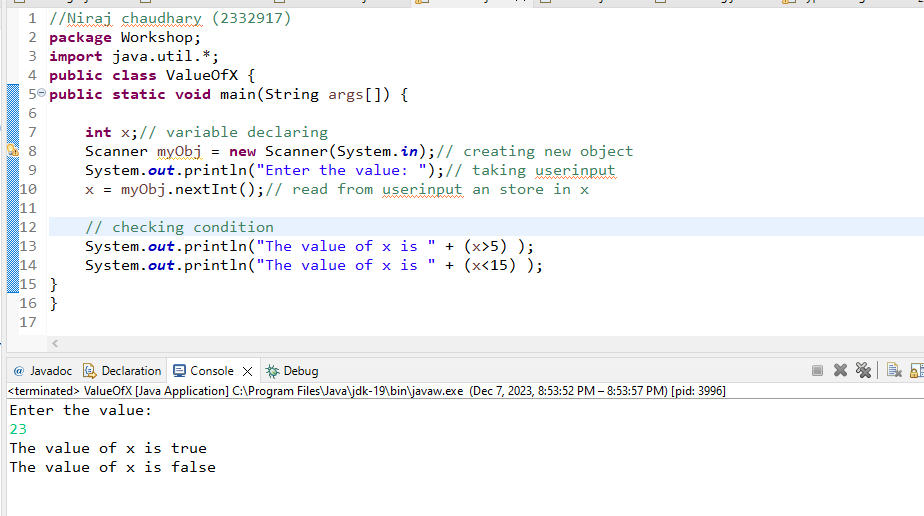 1 //Niraj chaudhary (2332917)
2 package Workshop;
3 import java.util.*;
4 public class ValueOfX {
5 public static void main(String args[]) {
6
7 int x;// variable declaring
8 Scanner myObj = new Scanner(System.in);// creating new object
9 System.out.println("Enter the value: ");// taking userinput
10 x = myObj.nextInt();// read from userinput an store in x
11
12 // checking condition
13 System.out.println("The value of x is " + (x>5) );
14 System.out.println("The value of x is " + (x<15) );
15 }
16 }
17
@ Javadoc Declaration Console Debug
<terminated> ValueOfX [Java Application] C:\Program Files\Java\jdk-19\bin\javaw.exe (Dec 7, 2023, 8:53:52 PM – 8:53:57 PM) [pid: 3996]
Enter the value:
23
The value of x is true
The value of x is false